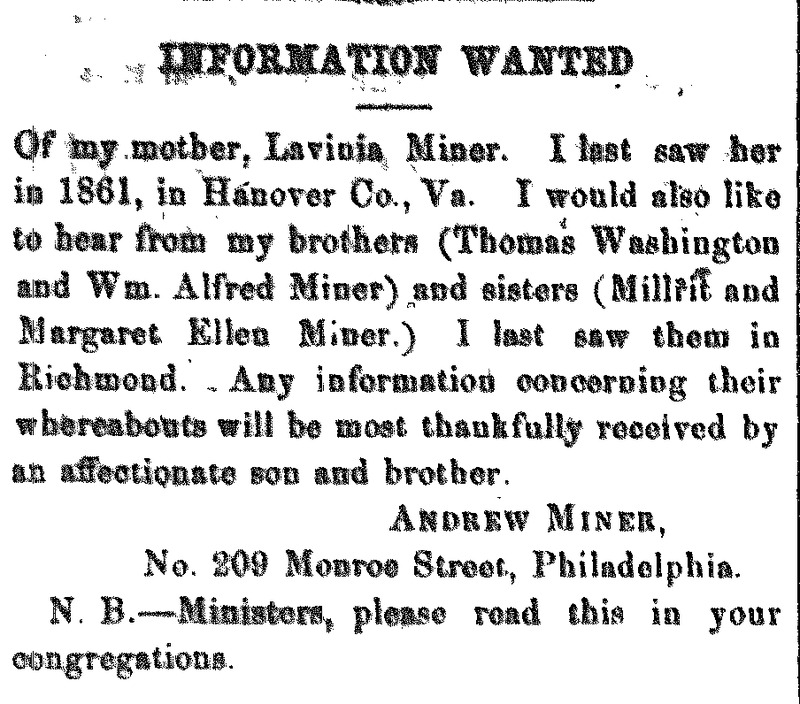 INFORMATION WANTED
Of my mother, Lavinia Miner. I last saw her
in 1861, in Hanover Co., Va. I would also like
to hear from my brothers (Thomas Washington
and Wm. Alfred Miner) and sisters ( and
Margaret Ellen Miner.) I last saw them in
Richmond. Any information concerning their
whereabouts will be most thankfully received by
an affectionate son and brother.
ANDREW MINER,
No. 209 Monroe Street, Philadelphia.
N. B.—Ministers, please read this in your
congregations.